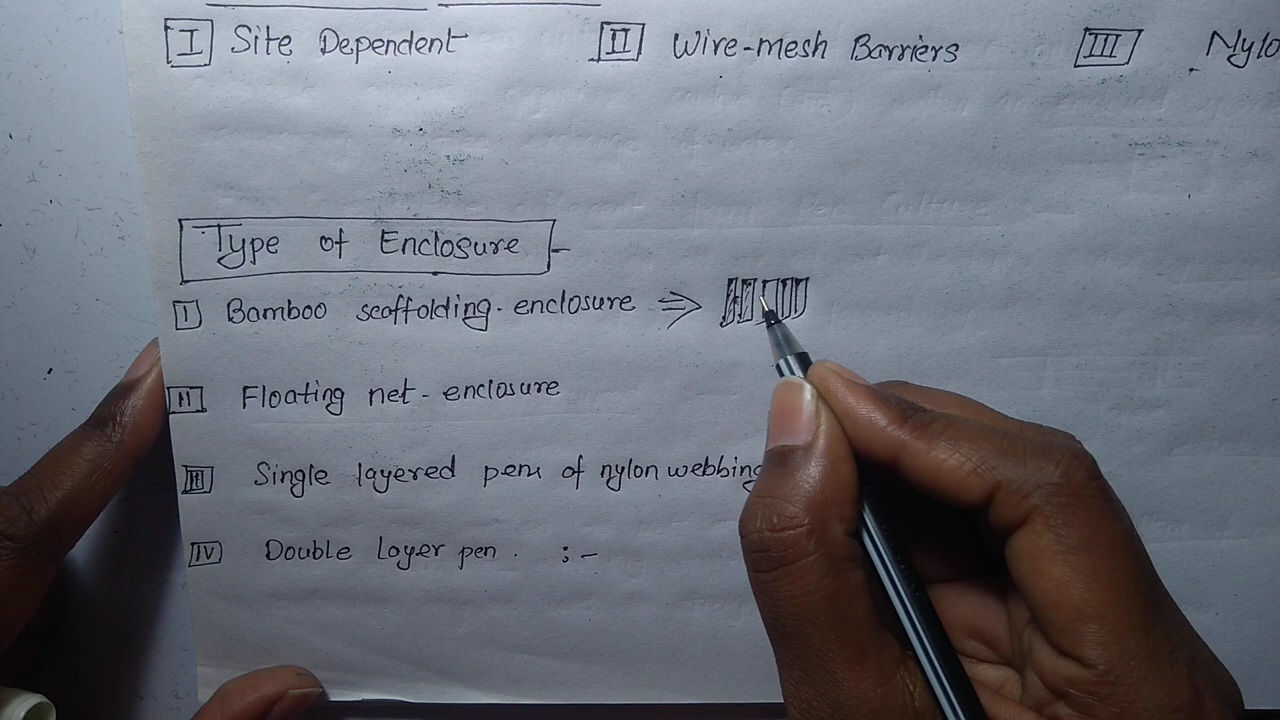 I Site Dependent II Wire-mesh Barriers III Nylo
Type of Enclosure -
I Bamboo scaffolding. enclosure ⇒
II Floating net - enclosure
III Single layered pens of nylon webbing
IV Double layer pen . : -